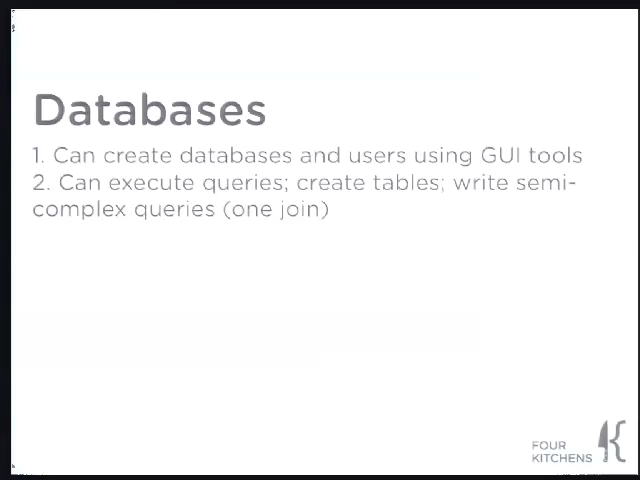 Databases
1. Can create databases and users using GUI tools
2. Can execute queries; create tables; write semi-
complex queries (one join)
FOUR
KITCHENS